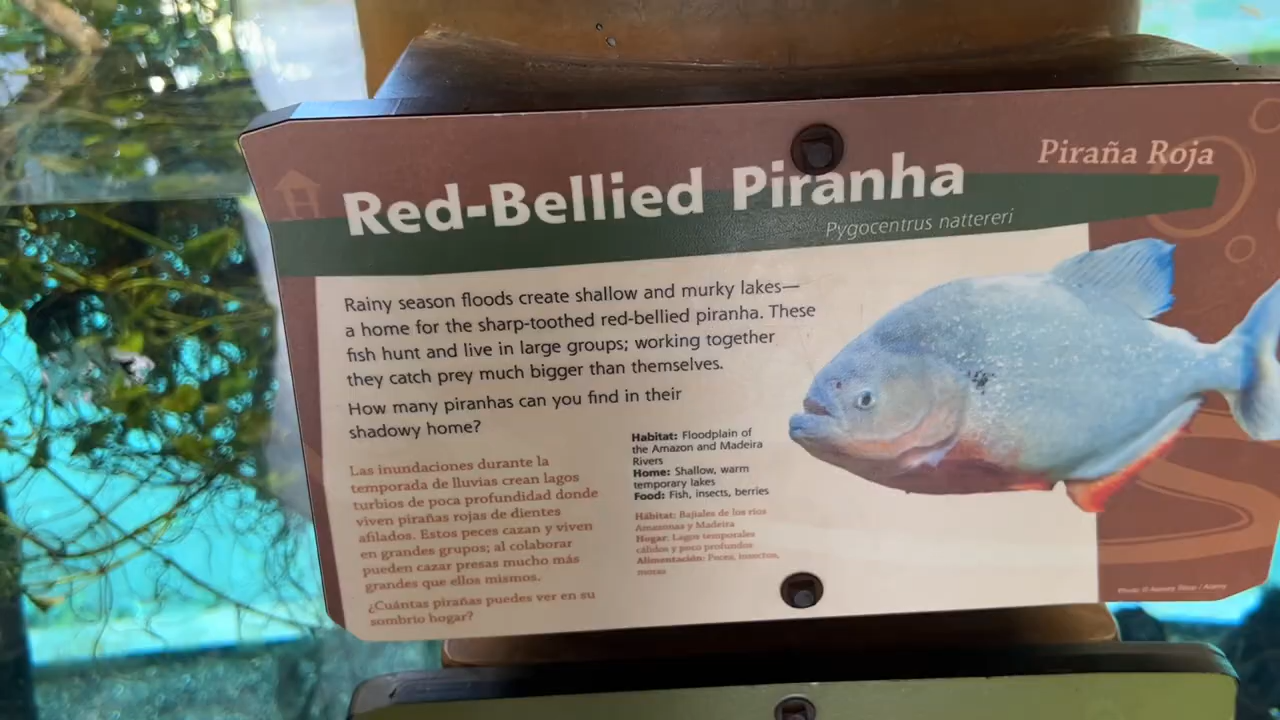 Piraña Roja
Red-Bellied Piranha
Pygocentrus nattereri
Rainy season floods create shallow and murky lakes—
a home for the sharp-toothed red-bellied piranha. These
fish hunt and live in large groups; working together
they catch prey much bigger than themselves.
How many piranhas can you find in their
shadowy home?
Las inundaciones durante la
temporada de lluvias crean lagos
turbios de poca profundidad donde
viven pirañas rojas de dientes
afilados. Estos peces cazan y viven
en grandes grupos; al colaborar
pueden cazar presas mucho más
grandes que ellos mismos.
¿Cuántas pirañas puedes ver en su
sombrio hogar?
Habitat: Floodplain of
the Amazon and Madeira
Rivers
Home: Shallow, warm
temporary lakes
Food: Fish, insects, berries
Hábitat: Bajiales de los ríos
Amazonas y Madeira
Hogar: Lagos temporales
cálidos y poco profundos
Alimentación: Peces, insectos,
moras
Photo © / Alamy